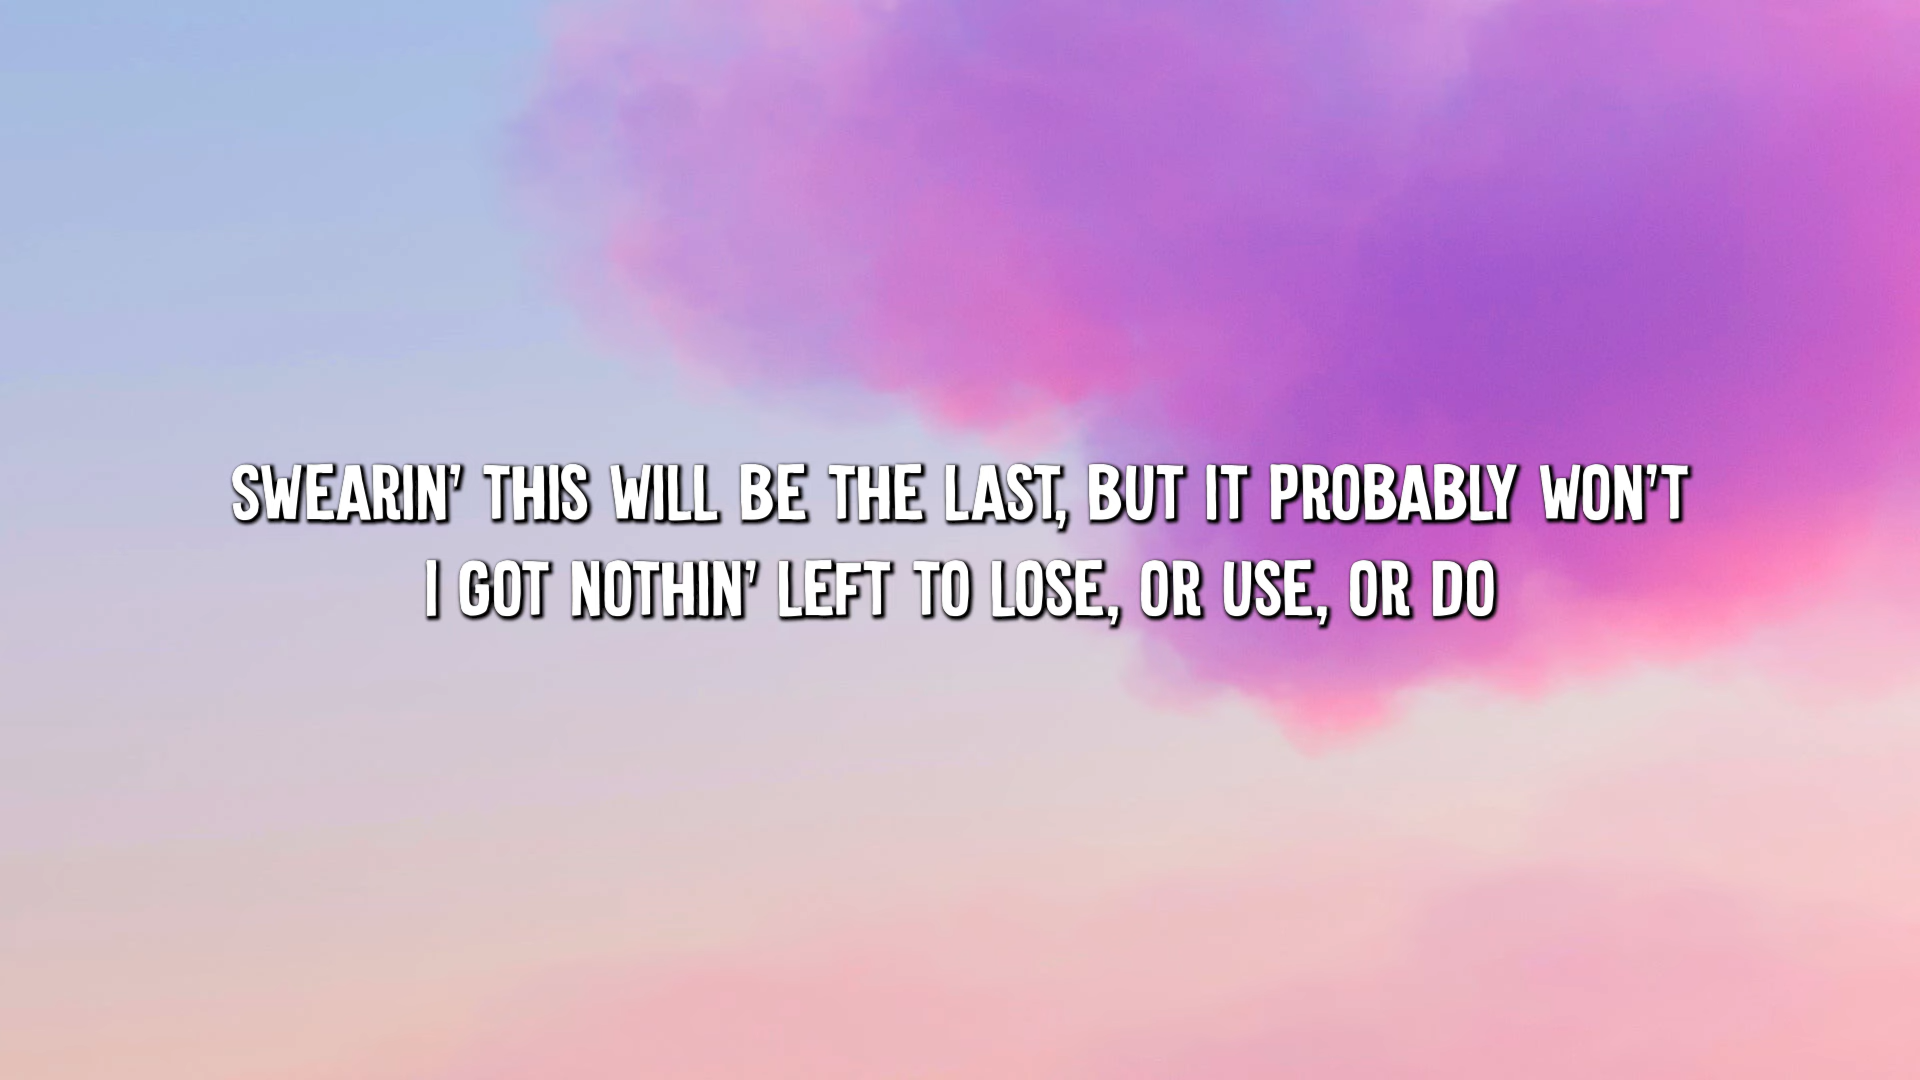 SWEARIN' THIS WILL BE THE LAST, BUT IT PROBABLY WON'T
I GOT NOTHIN' LEFT TO LOSE, OR USE, OR DO